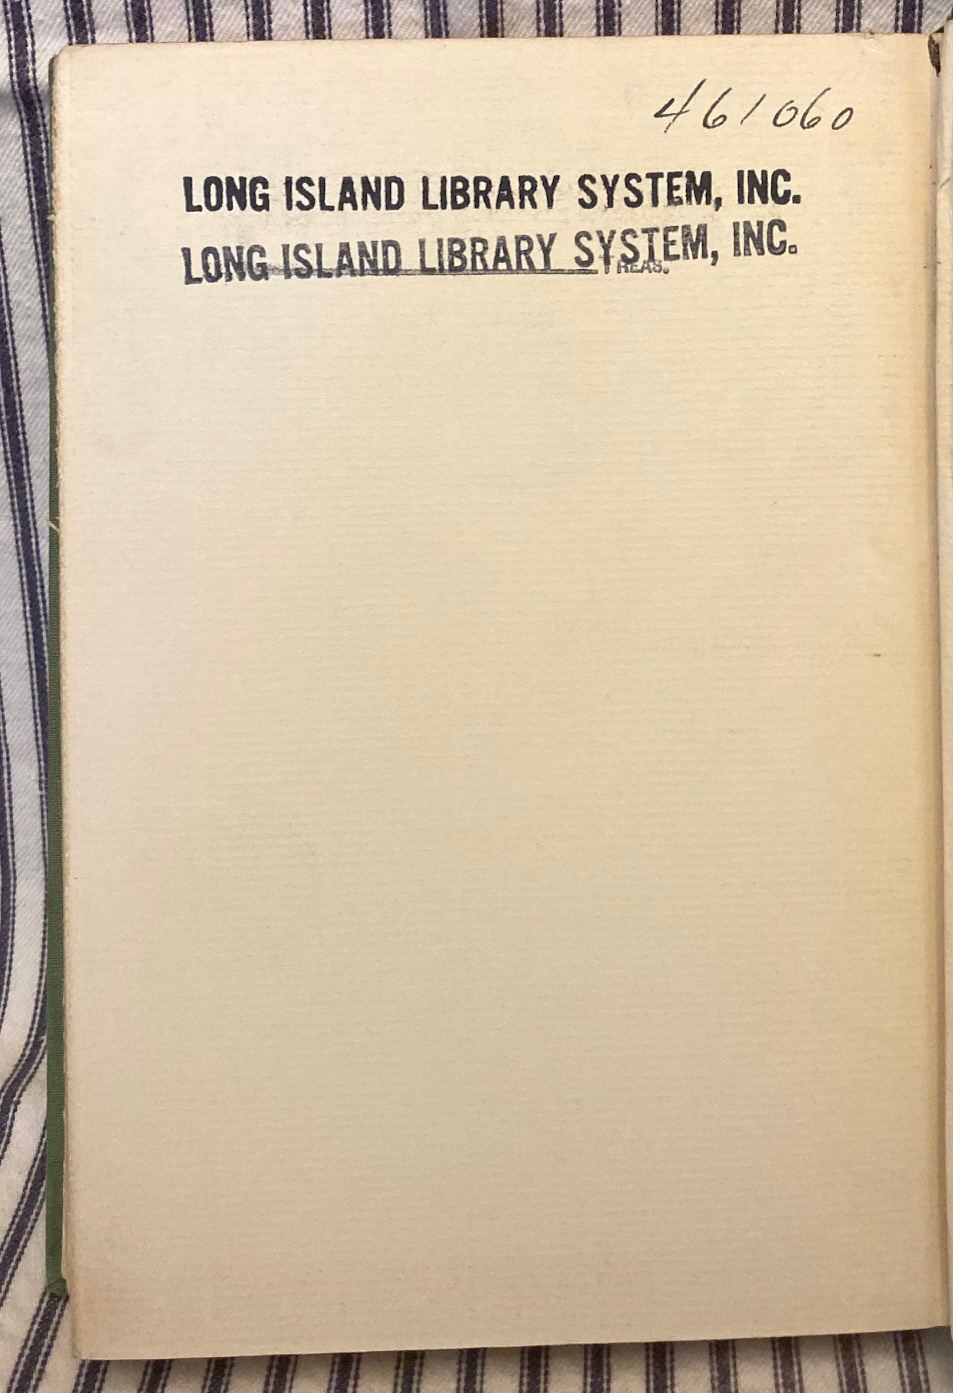 461060
LONG ISLAND LIBRARY SYSTEM, INC.
LONG ISLAND LIBRARY SYSTEM, INC.
TREAS.